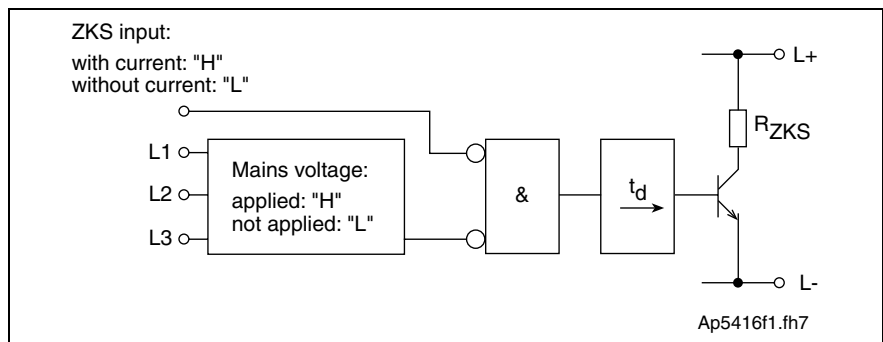 ZKS input:
with current: "H"
without current: "L"
L1
L2
L3
Mains voltage:
applied: "H"
not applied: "L"
&
td
RZKS
L+
L-
Ap5416f1.fh7